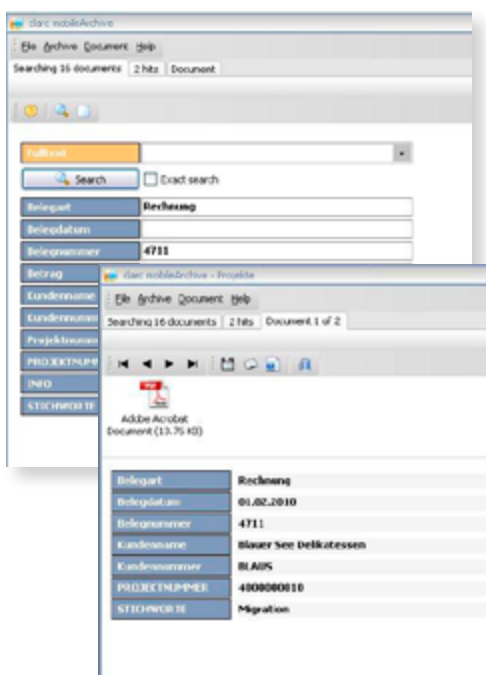 clarc mobileArchive
File Archive Document Help
Searching 16 documents 2 hits Document
Fulltext
Search Exact search
Belegart Rechnung
Belegdatum
Belegnummer 4711
Betrag
Kundenname
Kundennumm
Projektnumm
PROJEKTNUMM
INFO
STICHWORTE
clarc mobileArchive - Projekte
File Archive Document Help
Searching 16 documents 2 hits Document 1 of 2
Adobe Acrobat
Document (13.75 KB)
Belegart Rechnung
Belegdatum 01.02.2010
Belegnummer 4711
Kundenname Blauer See Delikatessen
Kundennummer BLAUS
PROJEKTNUMMER 4000000010
STICHWORTE Migration